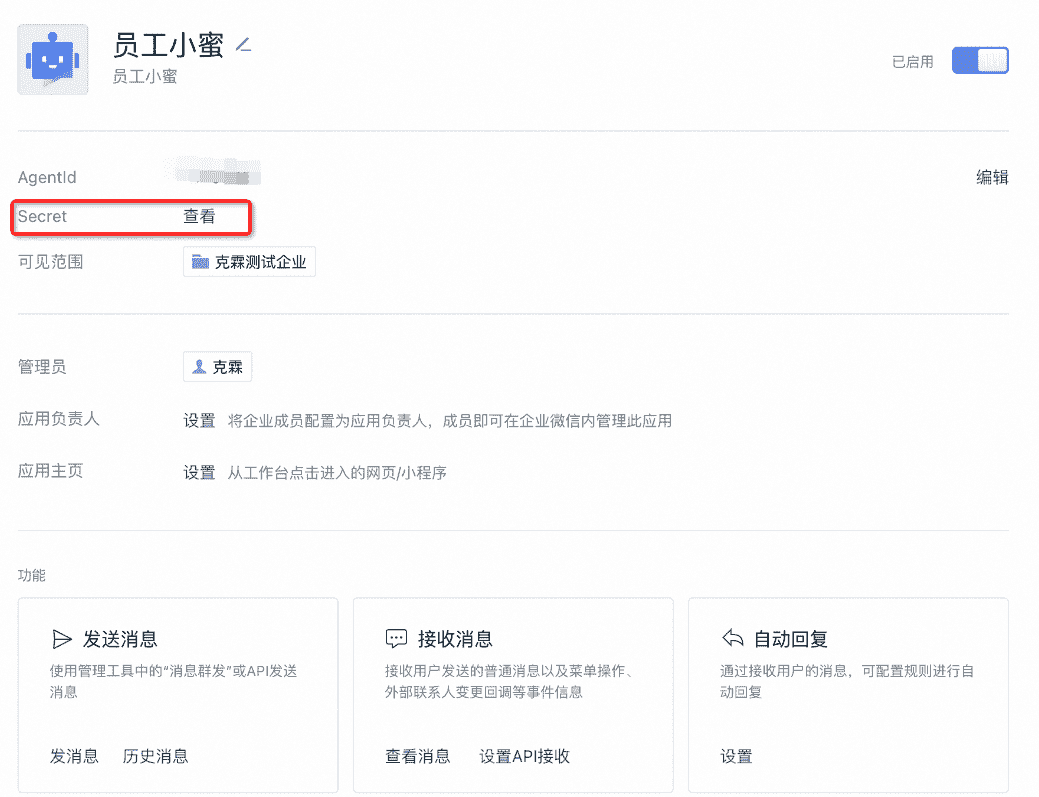 员工小蜜
员工小蜜
已启用
AgentId
编辑
Secret 查看
可见范围 克霖测试企业
管理员 克霖
应用负责人 设置 将企业成员配置为应用负责人，成员即可在企业微信内管理此应用
应用主页 设置 从工作台点击进入的网页/小程序
功能
发送消息
使用管理工具中的“消息群发”或API发送
消息
发消息 历史消息
接收消息
接收用户发送的普通消息以及菜单操作、
外部联系人变更回调等事件信息
查看消息 设置API接收
自动回复
通过接收用户的消息，可配置规则进行自
动回复
设置